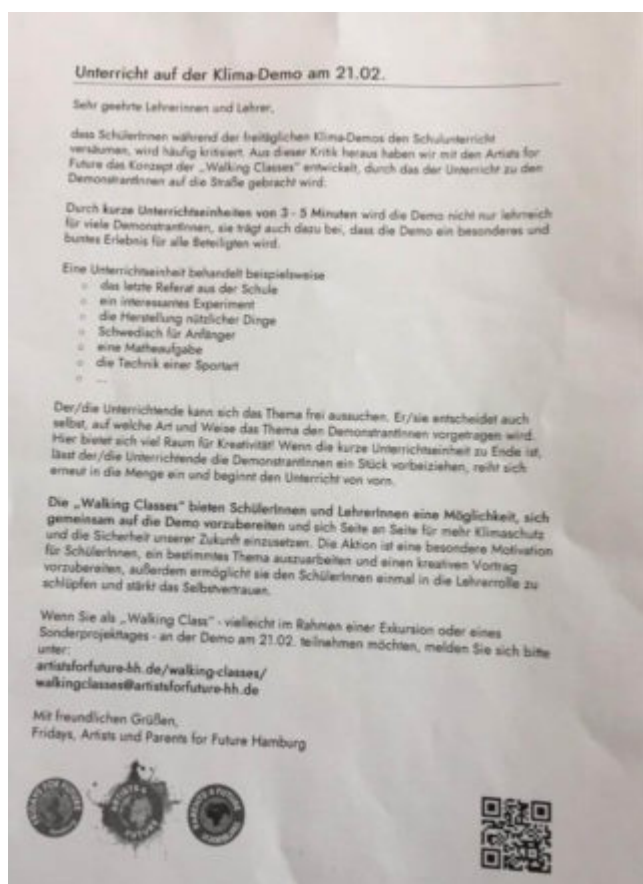 Unterricht auf der Klima-Demo am 21.02.
Sehr geehrte Lehrerinnen und Lehrer,
dass SchülerInnen während der freitäglichen Klima-Demos den Schulunterricht
versäumen, wird häufig kritisiert. Aus dieser Kritik heraus haben wir mit den Artists for
Future das Konzept der „Walking Classes" entwickelt, durch das der Unterricht zu den
DemonstrantInnen auf die Straße gebracht wird.
Durch kurze Unterrichtseinheiten von 3 - 5 Minuten wird die Demo nicht nur lehrreich
für viele DemonstrantInnen, sie trägt auch dazu bei, dass die Demo ein besonderes und
buntes Erlebnis für alle Beteiligten wird.
Eine Unterrichtseinheit behandelt beispielsweise
○ das letzte Referat aus der Schule
○ ein interessantes Experiment
○ die Herstellung nützlicher Dinge
○ Schwedisch für Anfänger
○ eine Matheaufgabe
○ die Technik einer Sportart
○ ...
Der/die Unterrichtende kann sich das Thema frei aussuchen. Er/sie entscheidet auch
selbst, auf welche Art und Weise das Thema den DemonstrantInnen vorgetragen wird.
Hier bietet sich viel Raum für Kreativität! Wenn die kurze Unterrichtseinheit zu Ende ist,
lässt der/die Unterrichtende die DemonstrantInnen ein Stück vorbeiziehen, reiht sich
erneut in die Menge ein und beginnt den Unterricht von vorn.
Die „Walking Classes" bieten SchülerInnen und LehrerInnen eine Möglichkeit, sich
gemeinsam auf die Demo vorzubereiten und sich Seite an Seite für mehr Klimaschutz
und die Sicherheit unserer Zukunft einzusetzen. Die Aktion ist eine besondere Motivation
für SchülerInnen, ein bestimmtes Thema auszuarbeiten und einen kreativen Vortrag
vorzubereiten, außerdem ermöglicht sie den SchülerInnen einmal in die Lehrerrolle zu
schlüpfen und stärkt das Selbstvertrauen.
Wenn Sie als „Walking Class" - vielleicht im Rahmen einer Exkursion oder eines
Sonderprojekttages - an der Demo am 21.02. teilnehmen möchten, melden Sie sich bitte
unter:
artistsforfuture-hh.de/walking-classes/
walkingclasses@artistsforfuture-hh.de
Mit freundlichen Grüßen,
Fridays, Artists und Parents for Future Hamburg
FRIDAYS FOR FUTURE
ARTISTS 4
FUTURE
PARENTS 4 FUTURE